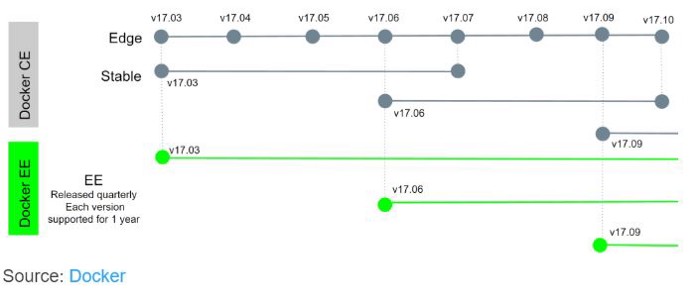 v17.03 v17.04 v17.05 v17.06 v17.07 v17.08 v17.09 v17.10
Docker CE
Edge
Stable
v17.03
v17.06
v17.09
Docker EE
v17.03
EE
Released quarterly
Each version
supported for 1 year
v17.06
v17.09
Source: Docker